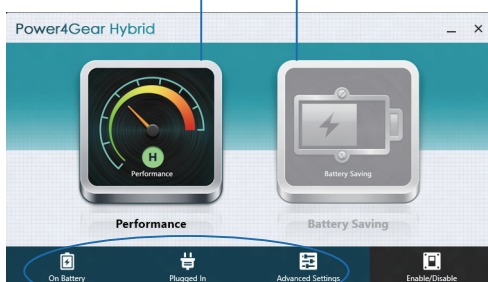 Power4Gear Hybrid
H
Performance
Battery Saving
Performance
Battery Saving
On Battery
Plugged In
Advanced Settings
Enable/Disable